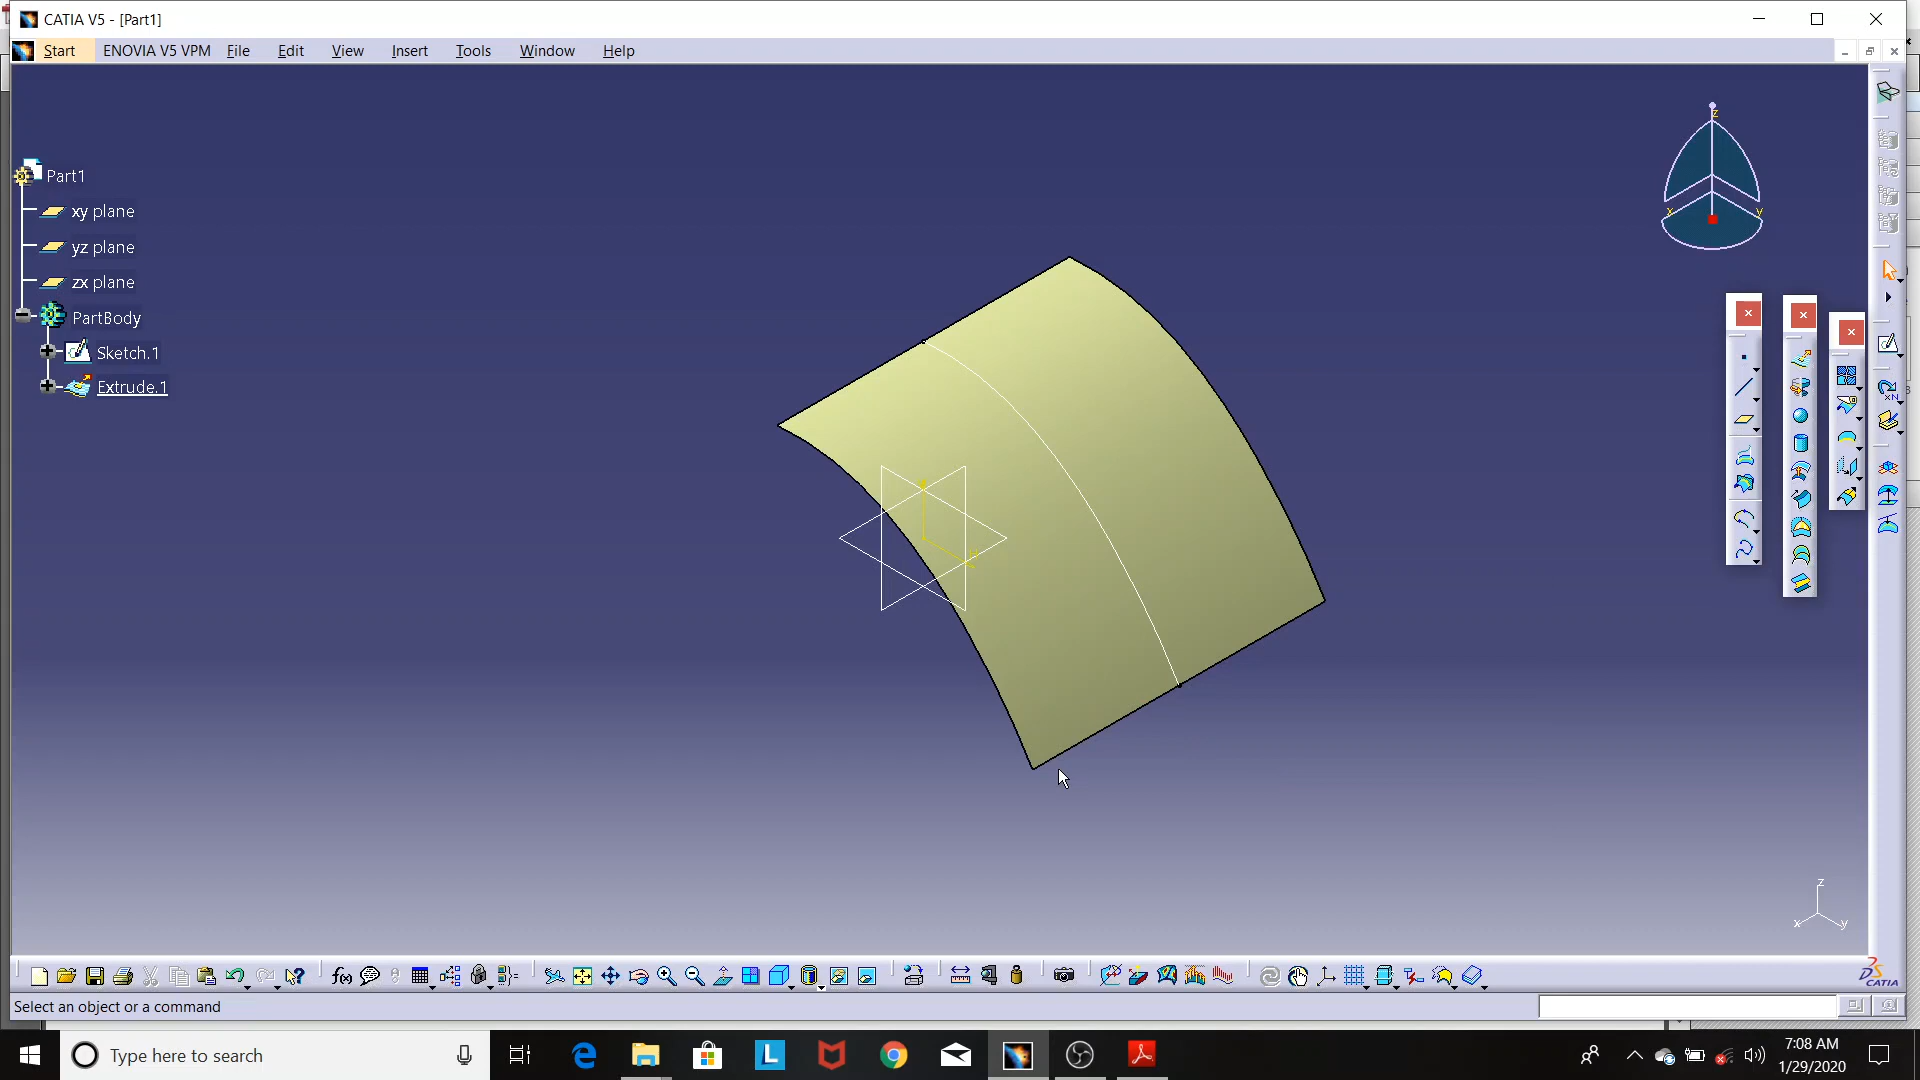 CATIA V5 - [Part1]
Start ENOVIA V5 VPM File Edit View Insert Tools Window Help
z
x y
Part1
xy plane
yz plane
zx plane
PartBody
Sketch.1
Extrude.1
z
x y
f(x)
CATIA
Select an object or a command
Type here to search
L
7:08 AM
1/29/2020